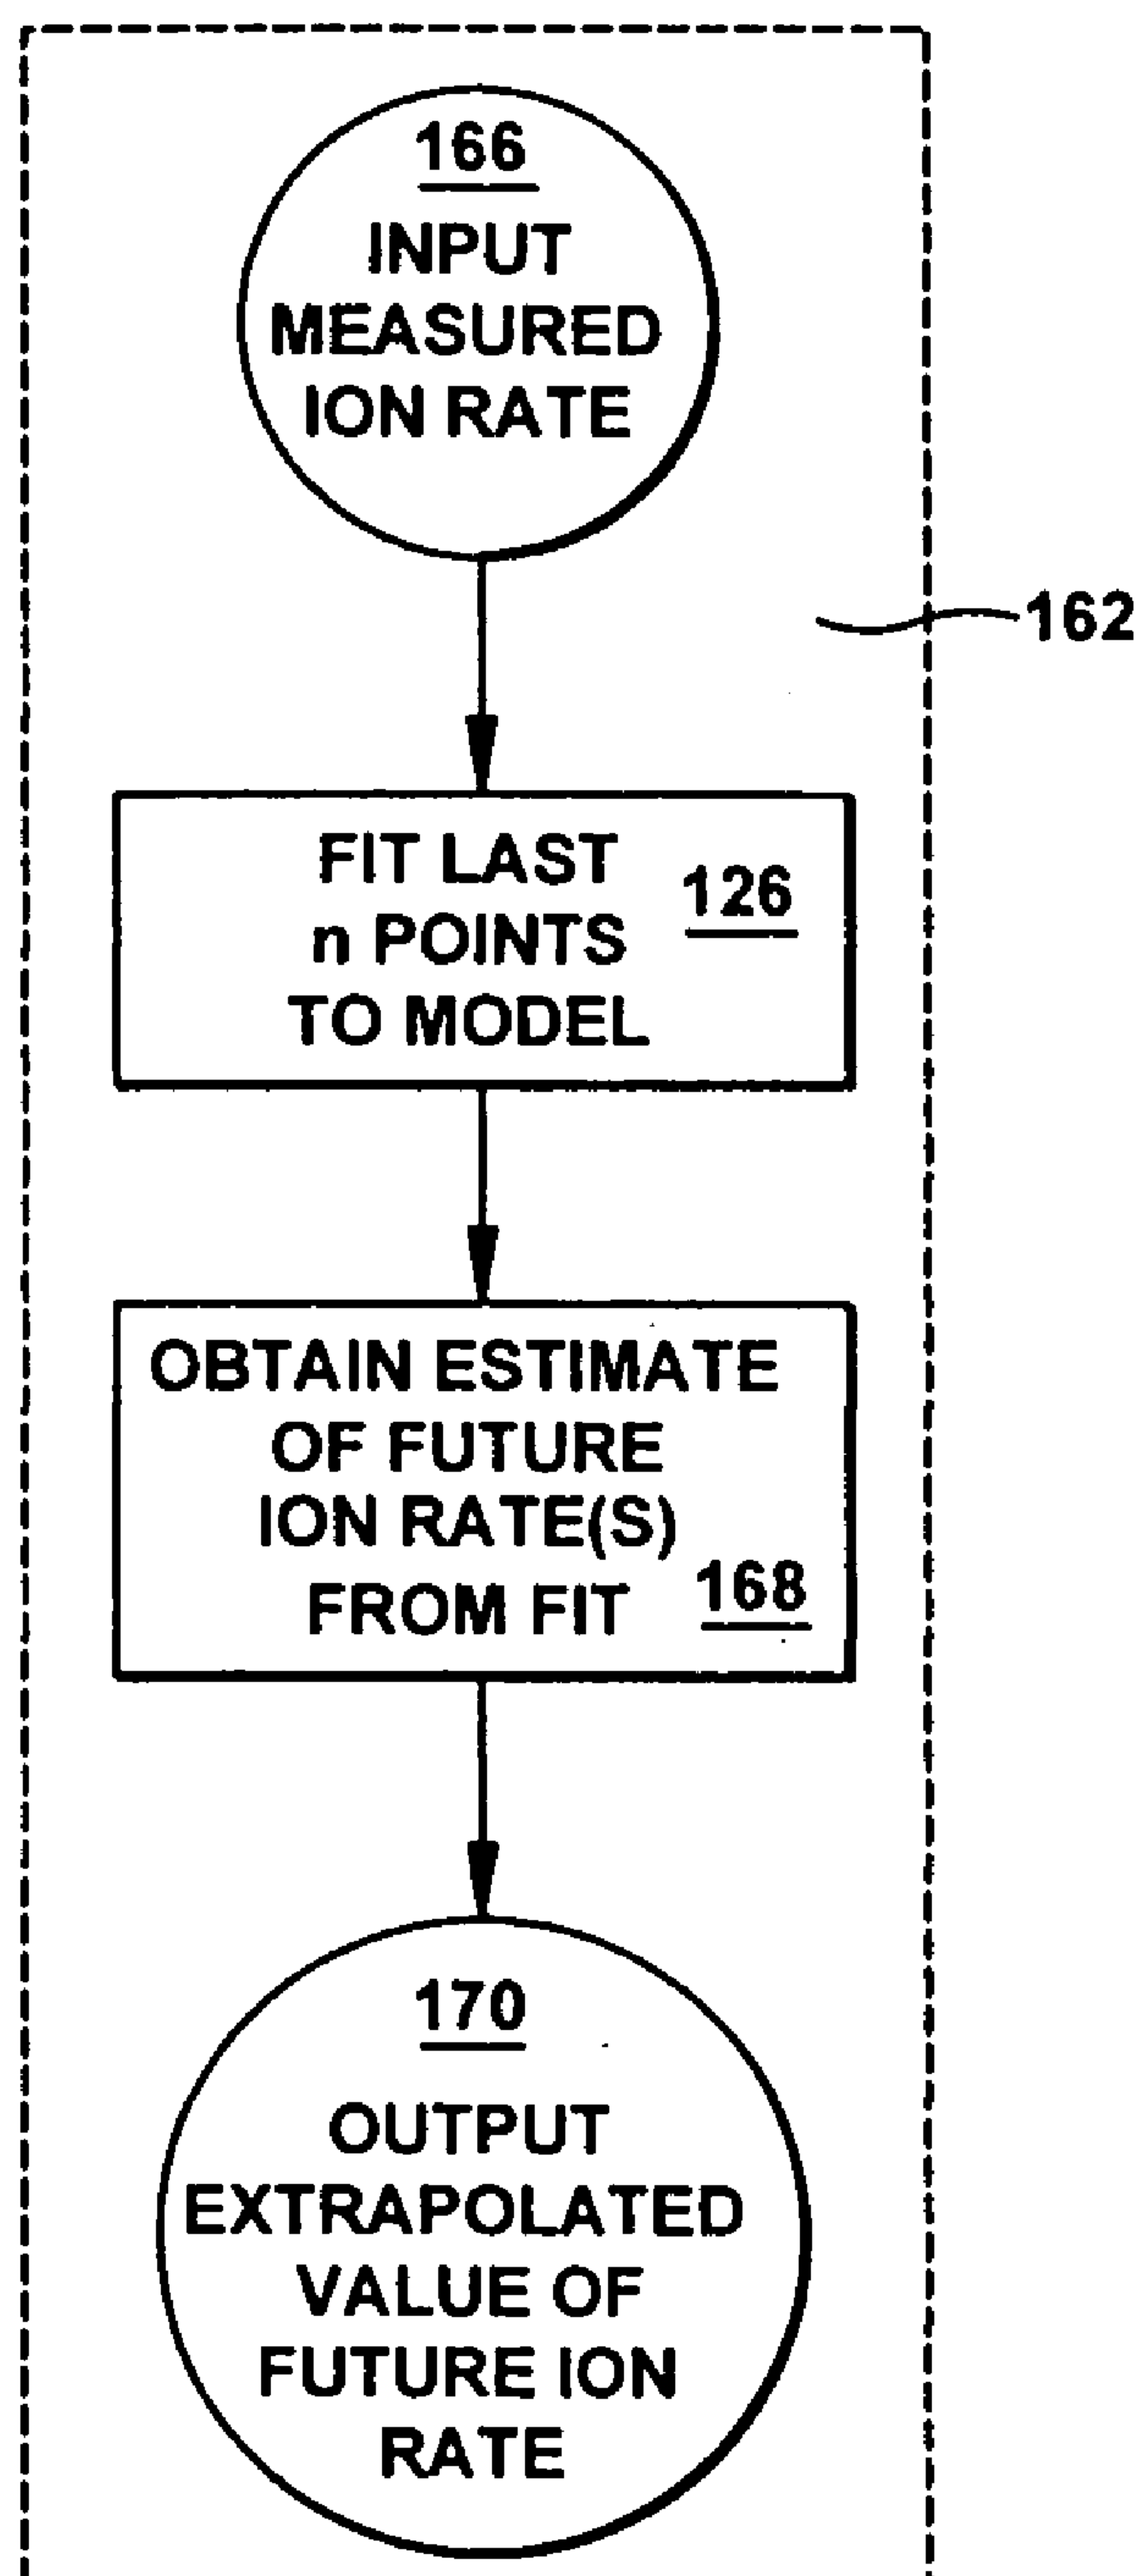 166
INPUT
MEASURED
ION RATE
162
FIT LAST
n POINTS
TO MODEL
126
OBTAIN ESTIMATE
OF FUTURE
ION RATE(S)
FROM FIT
168
170
OUTPUT
EXTRAPOLATED
VALUE OF
FUTURE ION
RATE